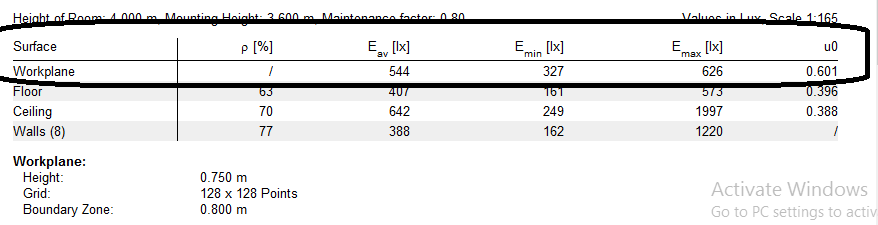 Height of Room: 4.000 m, Mounting Height: 3.600 m, Maintenance factor: 0.80 Values in Lux, Scale 1:165
Surface ρ [%] Eav [lx] Emin [lx] Emax [lx] u0
Workplane / 544 327 626 0.601
Floor 63 407 161 573 0.396
Ceiling 70 642 249 1997 0.388
Walls (8) 77 388 162 1220 /
Workplane:
Height: 0.750 m
Grid: 128 x 128 Points
Boundary Zone: 0.800 m
Activate Windows
Go to PC settings to activ